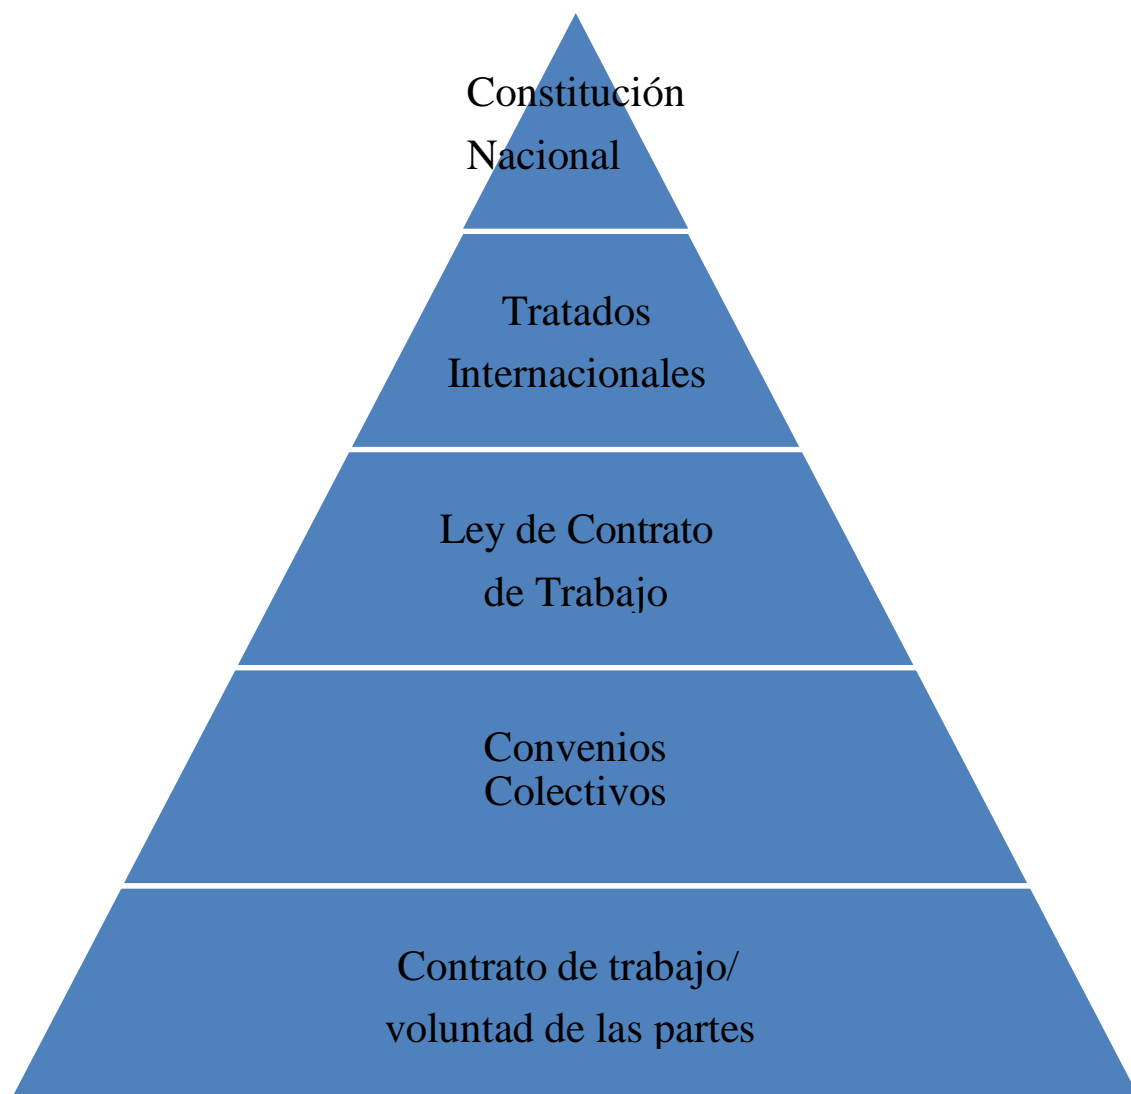 Constitución
Nacional
Tratados
Internacionales
Ley de Contrato
de Trabajo
Convenios
Colectivos
Contrato de trabajo/
voluntad de las partes